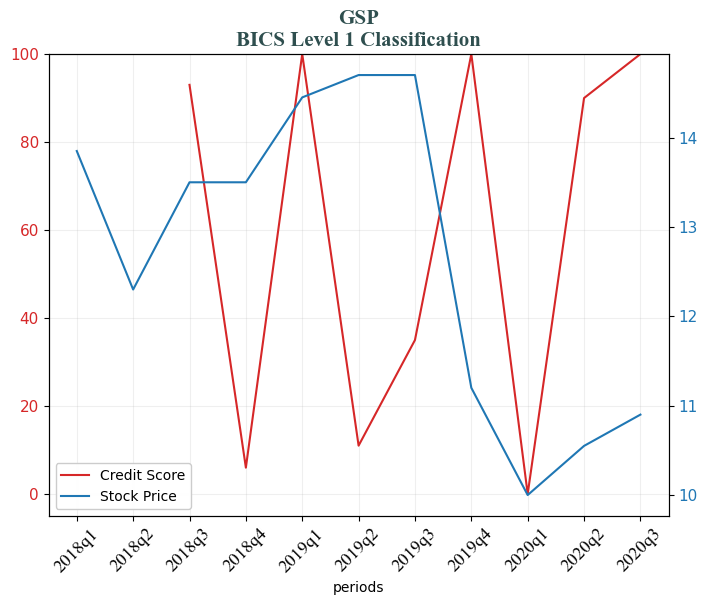 GSP
BICS Level 1 Classification
100
80
60
40
20
0
14
13
12
11
10
Credit Score
Stock Price
2018q1
2018q2
2018q3
2018q4
2019q1
2019q2
2019q3
2019q4
2020q1
2020q2
2020q3
periods